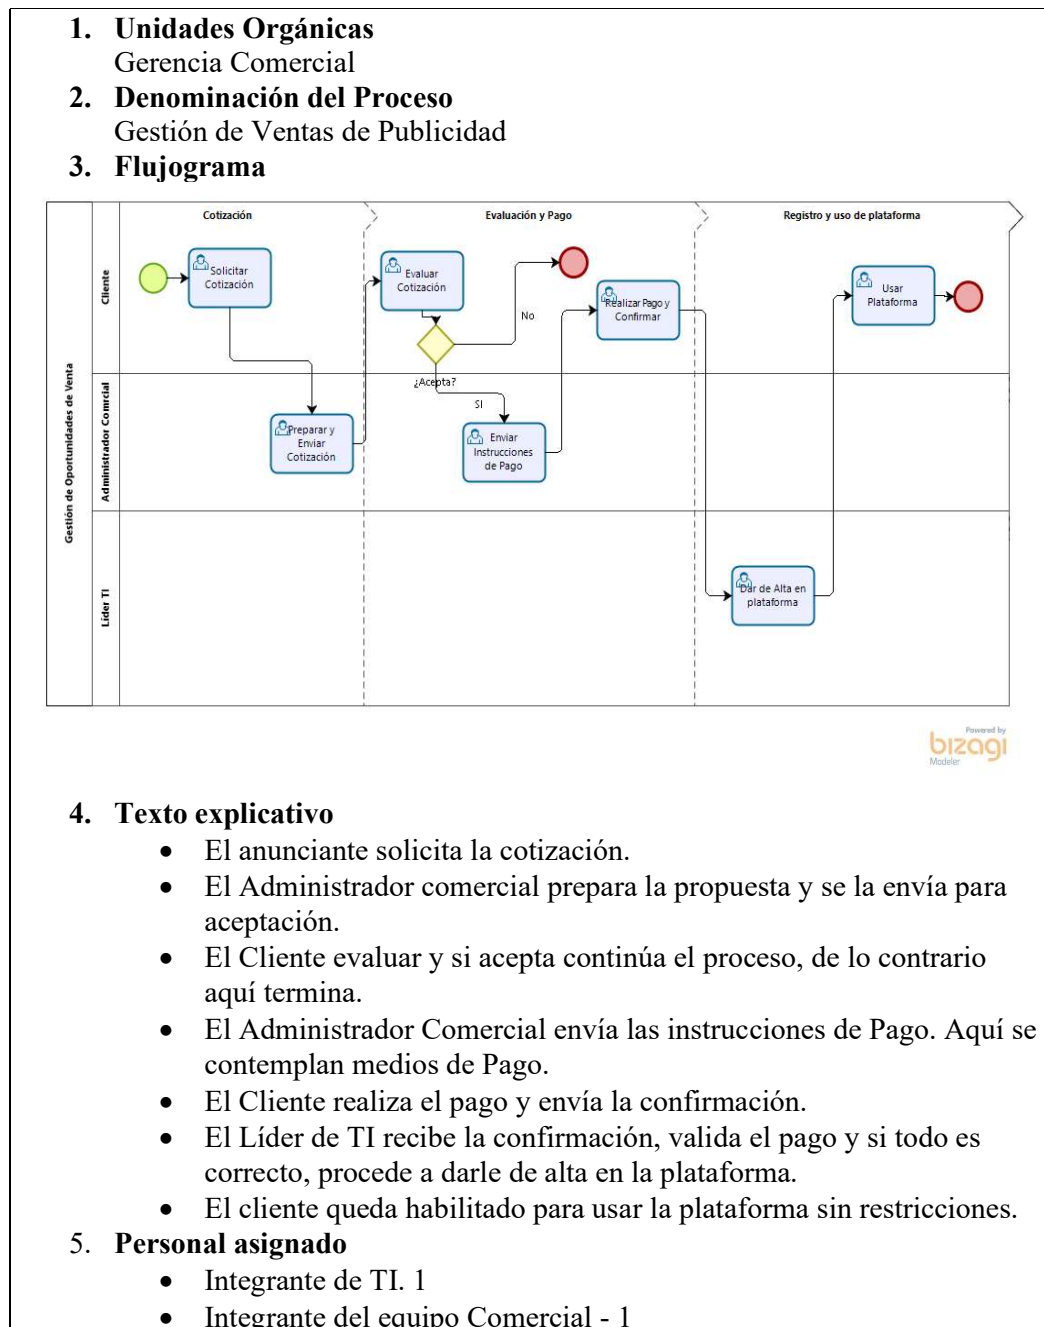 1. Unidades Orgánicas
Gerencia Comercial
2. Denominación del Proceso
Gestión de Ventas de Publicidad
3. Flujograma
Gestión de Oportunidades de Venta
Cotización
Evaluación y Pago
Registro y uso de plataforma
Cliente
Solicitar
Cotización
Evaluar
Cotización
No
Realizar Pago y
Confirmar
Usar
Plataforma
¿Acepta?
SI
Administrador Comrcial
Preparar y
Enviar
Cotización
Enviar
Instrucciones
de Pago
Líder TI
Dar de Alta en
plataforma
Powered by
bizagi
Modeler
4. Texto explicativo
• El anunciante solicita la cotización.
• El Administrador comercial prepara la propuesta y se la envía para
aceptación.
• El Cliente evaluar y si acepta continúa el proceso, de lo contrario
aquí termina.
• El Administrador Comercial envía las instrucciones de Pago. Aquí se
contemplan medios de Pago.
• El Cliente realiza el pago y envía la confirmación.
• El Líder de TI recibe la confirmación, valida el pago y si todo es
correcto, procede a darle de alta en la plataforma.
• El cliente queda habilitado para usar la plataforma sin restricciones.
5. Personal asignado
• Integrante de TI. 1
• Integrante del equipo Comercial - 1